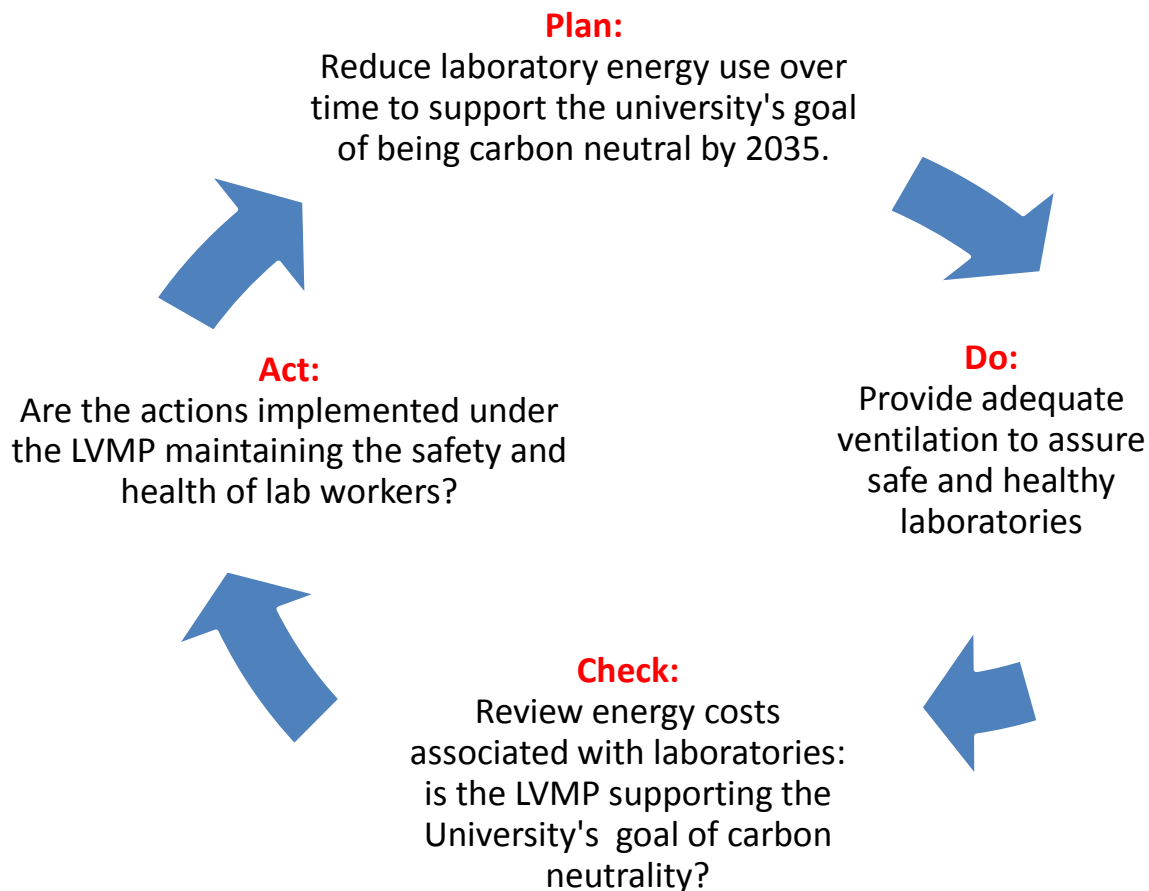 Plan:
Reduce laboratory energy use over
time to support the university's goal
of being carbon neutral by 2035.
Do:
Provide adequate
ventilation to assure
safe and healthy
laboratories
Check:
Review energy costs
associated with laboratories:
is the LVMP supporting the
University's  goal of carbon
neutrality?
Act:
Are the actions implemented under
the LVMP maintaining the safety and
health of lab workers?